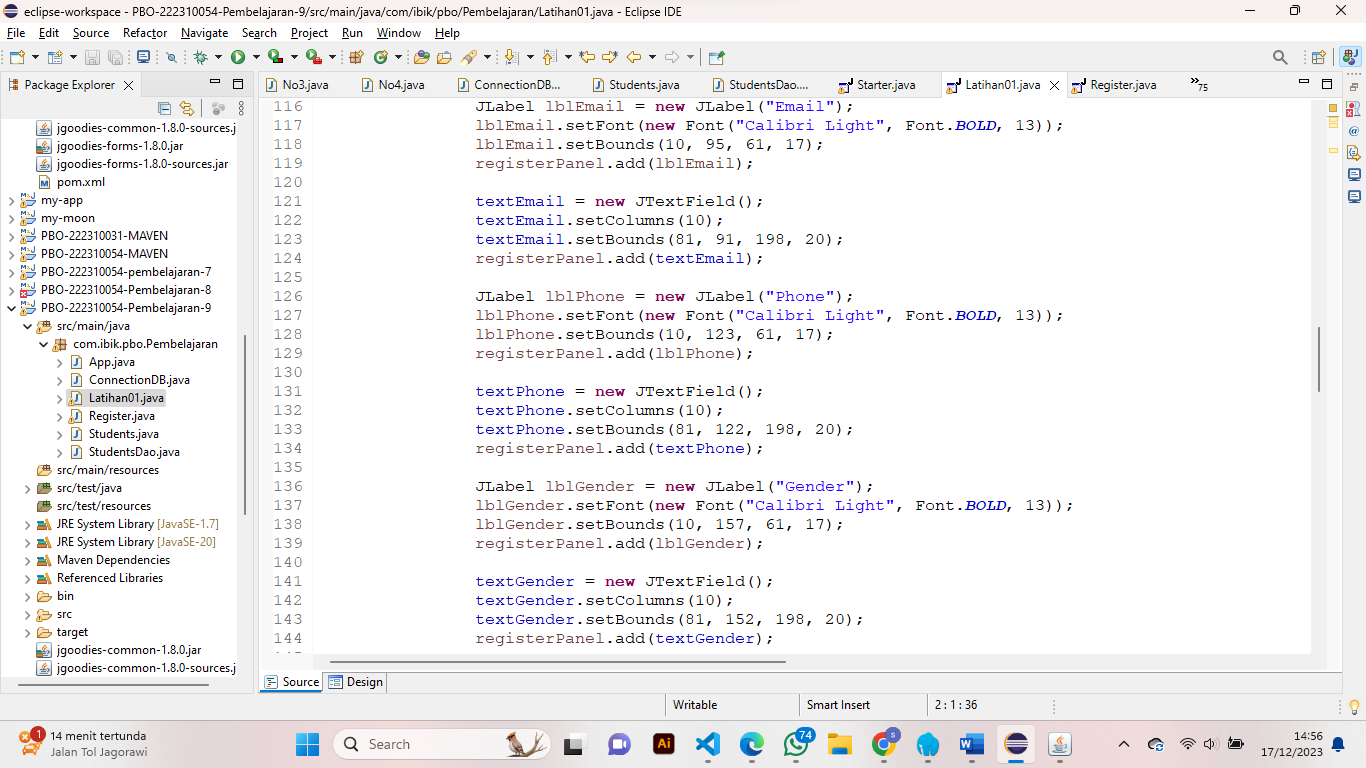 eclipse-workspace - PBO-222310054-Pembelajaran-9/src/main/java/com/ibik/pbo/Pembelajaran/Latihan01.java - Eclipse IDE
File Edit Source Refactor Navigate Search Project Run Window Help
Package Explorer
No3.java No4.java ConnectionDB... Students.java StudentsDao.... Starter.java Latihan01.java Register.java 75
jgoodies-common-1.8.0-sources.j
jgoodies-forms-1.8.0.jar
jgoodies-forms-1.8.0-sources.jar
pom.xml
my-app
my-moon
PBO-222310031-MAVEN
PBO-222310054-MAVEN
PBO-222310054-pembelajaran-7
PBO-222310054-Pembelajaran-8
PBO-222310054-Pembelajaran-9
src/main/java
com.ibik.pbo.Pembelajaran
App.java
ConnectionDB.java
Latihan01.java
Register.java
Students.java
StudentsDao.java
src/main/resources
src/test/java
src/test/resources
JRE System Library [JavaSE-1.7]
JRE System Library [JavaSE-20]
Maven Dependencies
Referenced Libraries
bin
src
target
jgoodies-common-1.8.0.jar
jgoodies-common-1.8.0-sources.j
116 JLabel lblEmail = new JLabel("Email");
117 lblEmail.setFont(new Font("Calibri Light", Font.BOLD, 13));
118 lblEmail.setBounds(10, 95, 61, 17);
119 registerPanel.add(lblEmail);
120
121 textEmail = new JTextField();
122 textEmail.setColumns(10);
123 textEmail.setBounds(81, 91, 198, 20);
124 registerPanel.add(textEmail);
125
126 JLabel lblPhone = new JLabel("Phone");
127 lblPhone.setFont(new Font("Calibri Light", Font.BOLD, 13));
128 lblPhone.setBounds(10, 123, 61, 17);
129 registerPanel.add(lblPhone);
130
131 textPhone = new JTextField();
132 textPhone.setColumns(10);
133 textPhone.setBounds(81, 122, 198, 20);
134 registerPanel.add(textPhone);
135
136 JLabel lblGender = new JLabel("Gender");
137 lblGender.setFont(new Font("Calibri Light", Font.BOLD, 13));
138 lblGender.setBounds(10, 157, 61, 17);
139 registerPanel.add(lblGender);
140
141 textGender = new JTextField();
142 textGender.setColumns(10);
143 textGender.setBounds(81, 152, 198, 20);
144 registerPanel.add(textGender);
Source Design
Writable Smart Insert 2 : 1 : 36
1 14 menit tertunda
Jalan Tol Jagorawi
Search
Ai
74
S
14:56
17/12/2023